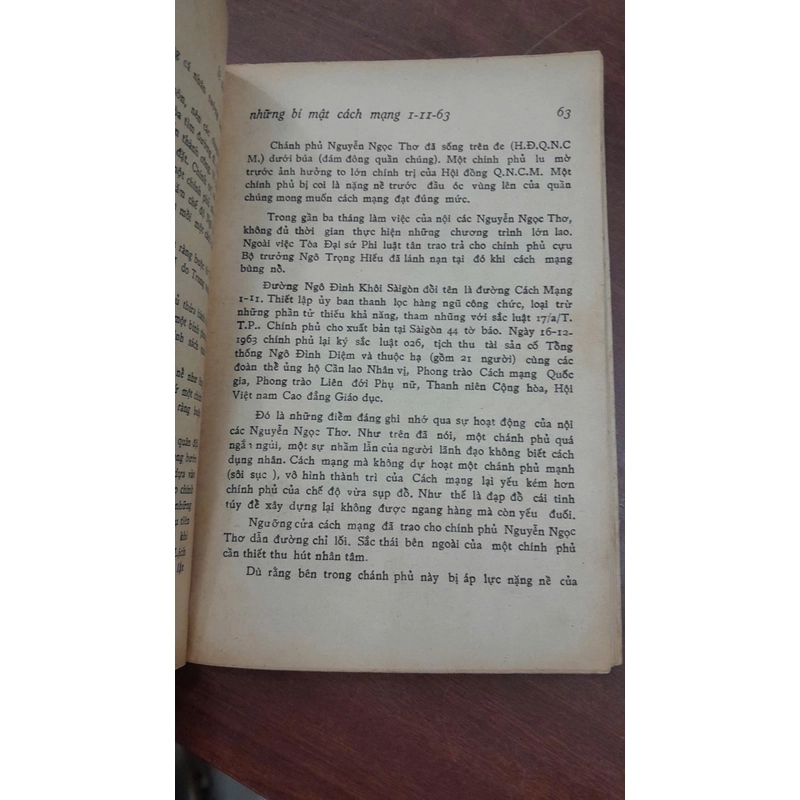 những bí mật cách mạng 1-11-63 63
Chánh phủ Nguyễn Ngọc Thơ đã sống trên đe (H.Đ.Q.N.C
M.) dưới búa (đám đông quần chúng). Một chính phủ lu mờ
trước ảnh hưởng to lớn chính trị của Hội đồng Q.N.C.M. Một
chính phủ bị coi là nặng nề trước đầu óc vùng lên của quần
chúng mong muốn cách mạng đạt đúng mức.
Trong gần ba tháng làm việc của nội các Nguyễn Ngọc Thơ,
không đủ thời gian thực hiện những chương trình lớn lao.
Ngoài việc Tòa Đại sứ Phi luật tân trao trả cho chính phủ cựu
Bộ trưởng Ngô Trọng Hiếu đã lánh nạn tại đó khi cách mạng
bùng nổ.
Đường Ngô Đình Khôi Sàigòn đổi tên là đường Cách Mạng
1-11. Thiết lập ủy ban thanh lọc hàng ngũ công chức, loại trừ
những phần tử thiếu khả năng, tham nhũng với sắc luật 17/a/T.
T.P.. Chính phủ cho xuất bản tại Sàigòn 44 tờ báo. Ngày 16-12-
1963 chính phủ lại ký sắc luật 026, tịch thu tài sản cố Tổng
thống Ngô Đình Diệm và thuộc hạ (gồm 21 người) cùng các
đoàn thể ủng hộ Cần lao Nhân vị, Phong trào Cách mạng Quốc
gia, Phong trào Liên đới Phụ nữ, Thanh niên Cộng hòa, Hội
Việt nam Cao đẳng Giáo dục.
Đó là những điểm đáng ghi nhớ qua sự hoạt động của nội
các Nguyễn Ngọc Thơ. Như trên đã nói, một chánh phủ quá
ngắn ngủi, một sự nhầm lẫn của người lãnh đạo không biết cách
dụng nhân. Cách mạng mà không dự hoạt một chánh phủ mạnh
(sôi sục), vô hình thành trì của Cách mạng lại yếu kém hơn
chính phủ của chế độ vừa sụp đổ. Như thế là đạp đổ cái tinh
túy để xây dựng lại không được ngang hàng mà còn yếu đuối.
Ngưỡng cửa cách mạng đã trao cho chính phủ Nguyễn Ngọc
Thơ dẫn đường chỉ lối. Sắc thái bên ngoài của một chính phủ
cần thiết thu hút nhân tâm.
Dù rằng bên trong chánh phủ này bị áp lực nặng nề của